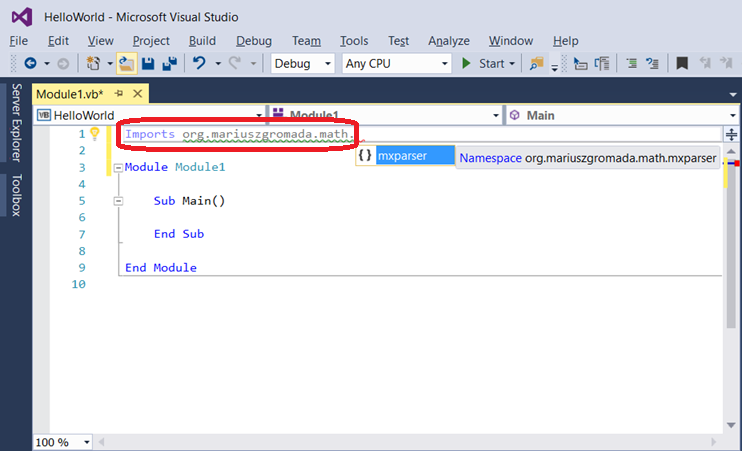 HelloWorld - Microsoft Visual Studio
File Edit View Project Build Debug Team Tools Test Analyze Window Help
Debug Any CPU Start
Server Explorer
Toolbox
Module1.vb*
VB HelloWorld Module1 Main
1 Imports org.mariuszgromada.math.
{ } mxparser Namespace org.mariuszgromada.math.mxparser
2
3 Module Module1
4
5 Sub Main()
6
7 End Sub
8
9 End Module
10
100 %